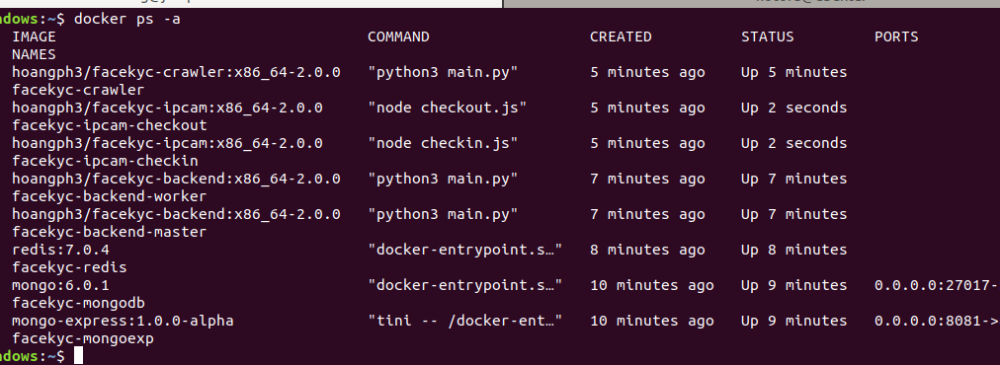 ndows:~$ docker ps -a
IMAGE COMMAND CREATED STATUS PORTS
NAMES
hoangph3/facekyc-crawler:x86_64-2.0.0 "python3 main.py" 5 minutes ago Up 5 minutes
facekyc-crawler
hoangph3/facekyc-ipcam:x86_64-2.0.0 "node checkout.js" 5 minutes ago Up 2 seconds
facekyc-ipcam-checkout
hoangph3/facekyc-ipcam:x86_64-2.0.0 "node checkin.js" 5 minutes ago Up 2 seconds
facekyc-ipcam-checkin
hoangph3/facekyc-backend:x86_64-2.0.0 "python3 main.py" 7 minutes ago Up 7 minutes
facekyc-backend-worker
hoangph3/facekyc-backend:x86_64-2.0.0 "python3 main.py" 7 minutes ago Up 7 minutes
facekyc-backend-master
redis:7.0.4 "docker-entrypoint.s…" 8 minutes ago Up 8 minutes
facekyc-redis
mongo:6.0.1 "docker-entrypoint.s…" 10 minutes ago Up 9 minutes 0.0.0.0:27017-
facekyc-mongodb
mongo-express:1.0.0-alpha "tini -- /docker-ent…" 10 minutes ago Up 9 minutes 0.0.0.0:8081->
facekyc-mongoexp
ndows:~$